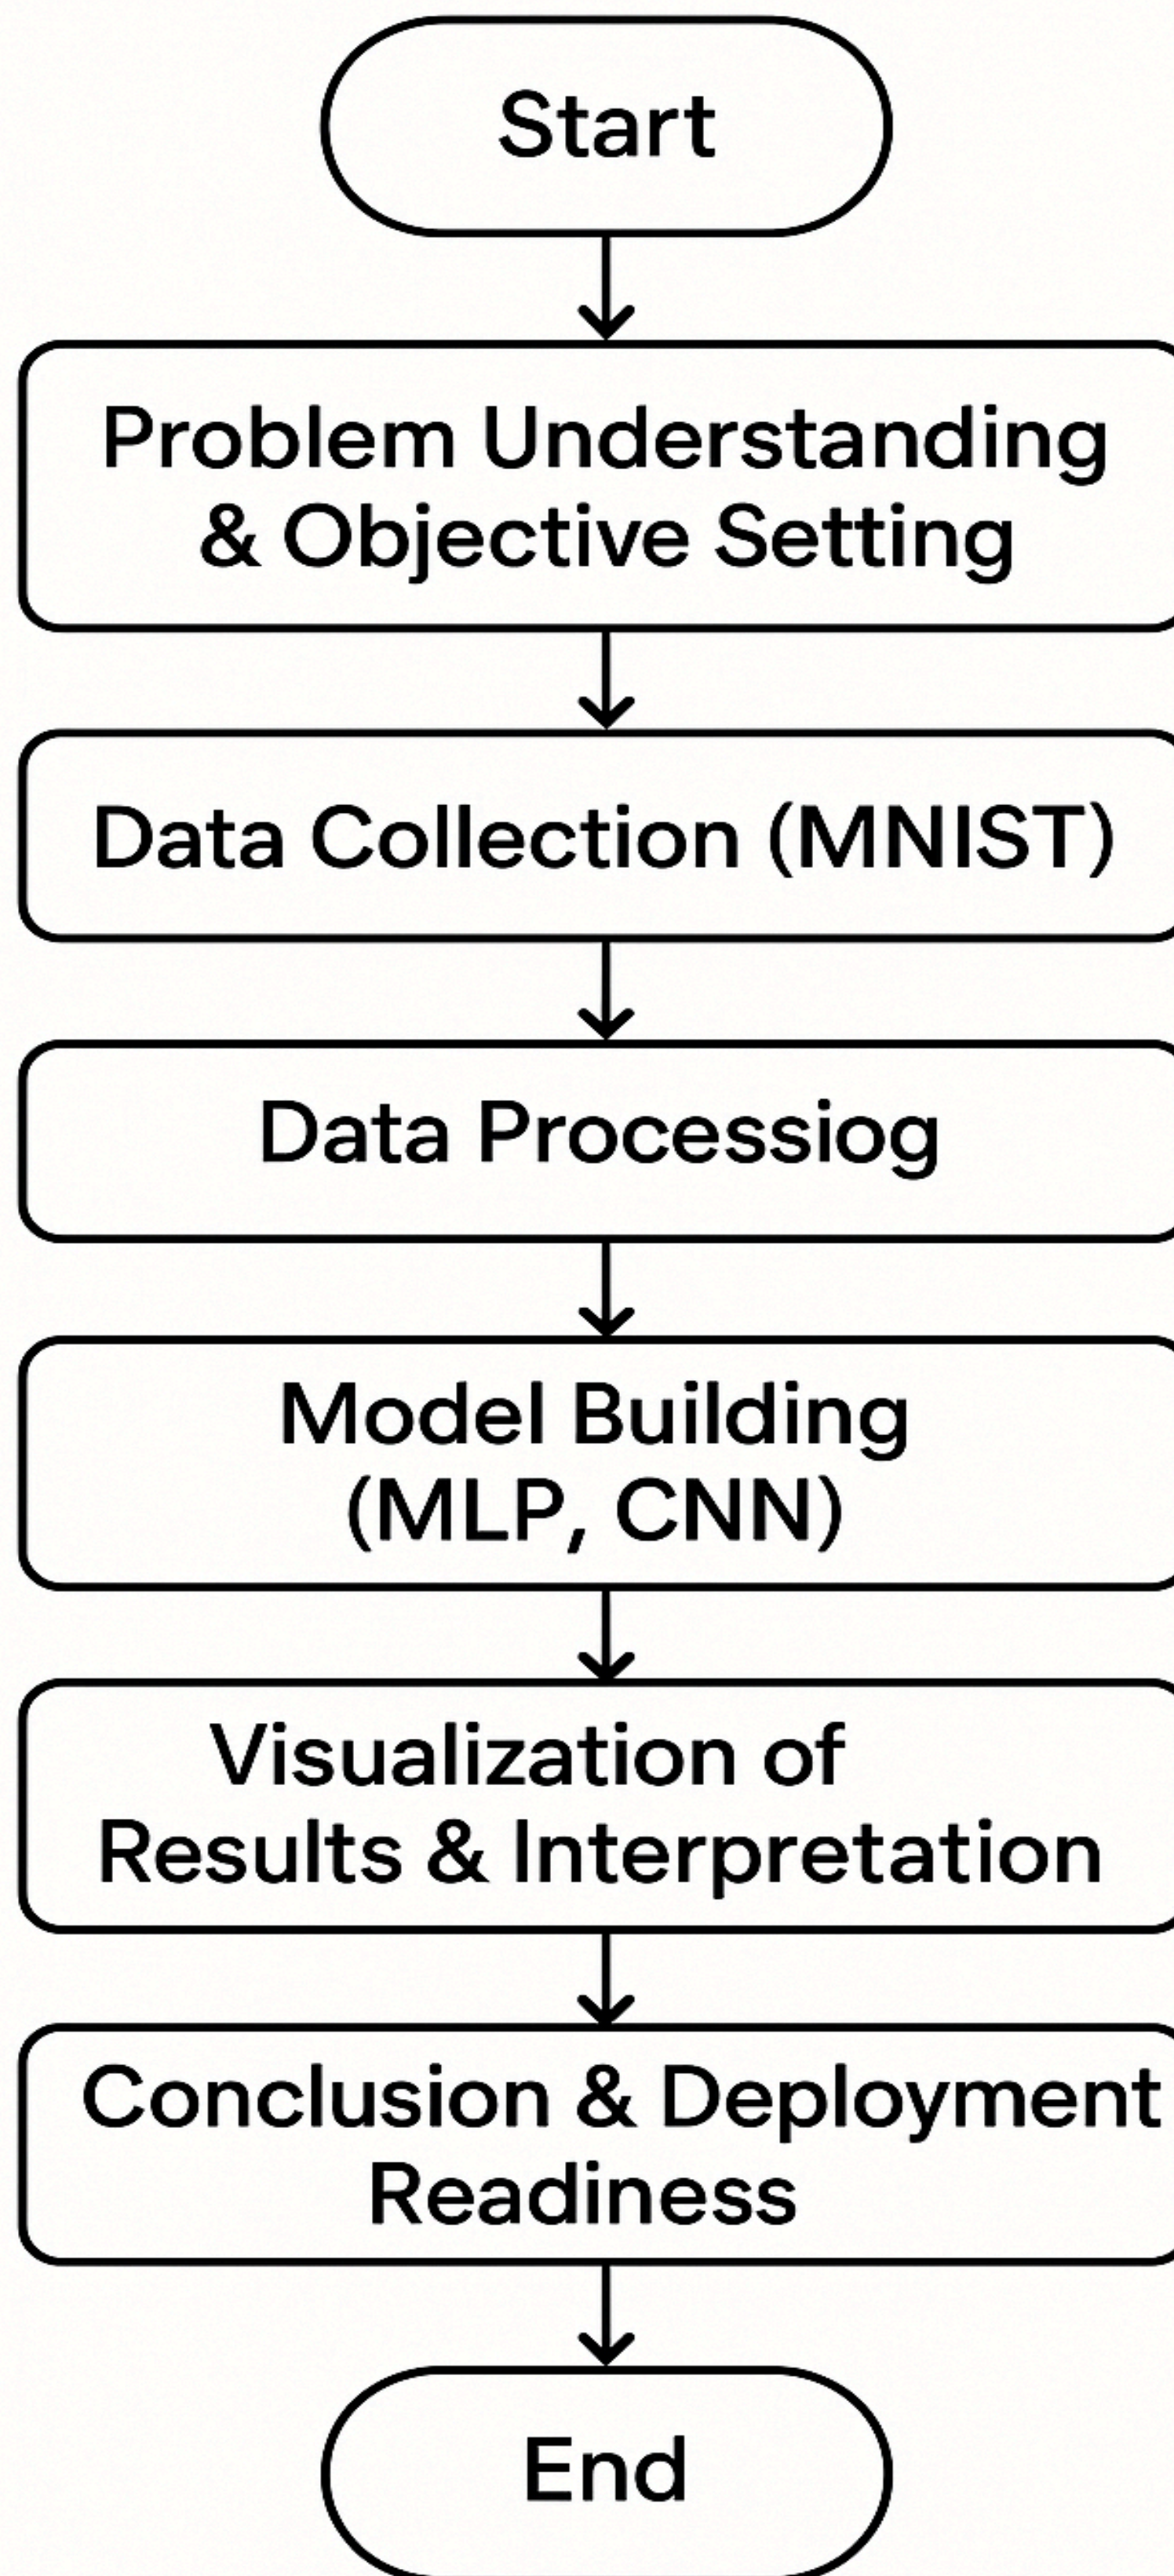 Start
Problem Understanding
& Objective Setting
Data Collection (MNIST)
Data Processiog
Model Building
(MLP, CNN)
Visualization of
Results & Interpretation
Conclusion & Deployment
Readiness
End